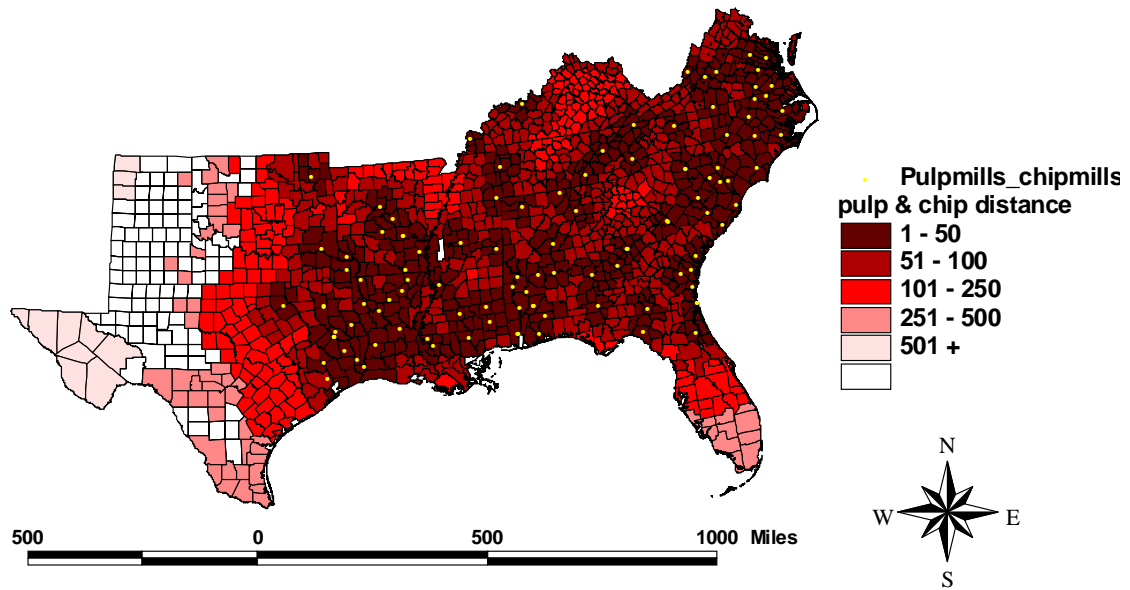 Pulpmills_chipmills
pulp & chip distance
1 - 50
51 - 100
101 - 250
251 - 500
501 +
N
W E
S
500 0 500 1000 Miles